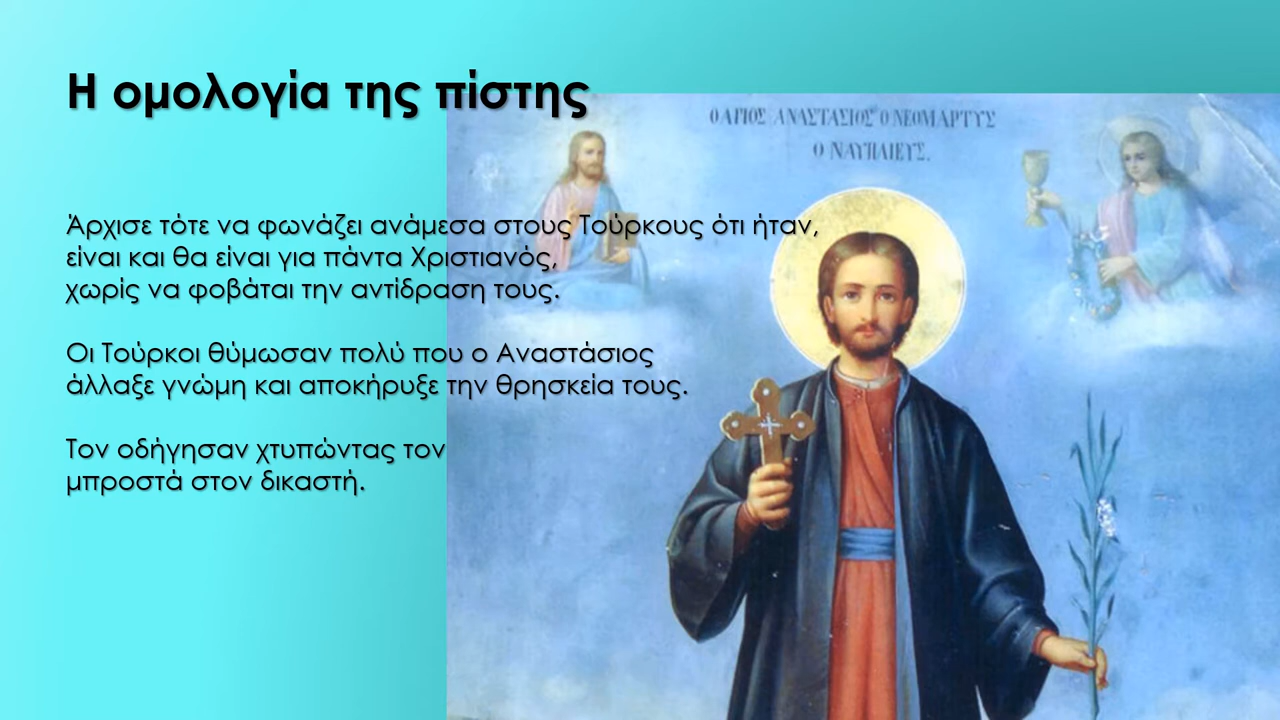 Η ομολογία της πίστης
Ο ΑΓΙΟΣ ΑΝΑΣΤΑΣΙΟΣ Ο ΝΕΟΜΑΡΤΥΣ
Ο ΝΑΥΠΛΙΕΥΣ.
Άρχισε τότε να φωνάζει ανάμεσα στους Τούρκους ότι ήταν,
είναι και θα είναι για πάντα Χριστιανός,
χωρίς να φοβάται την αντίδραση τους.
Οι Τούρκοι θύμωσαν πολύ που ο Αναστάσιος
άλλαξε γνώμη και αποκήρυξε την θρησκεία τους.
Τον οδήγησαν χτυπώντας τον
μπροστά στον δικαστή.